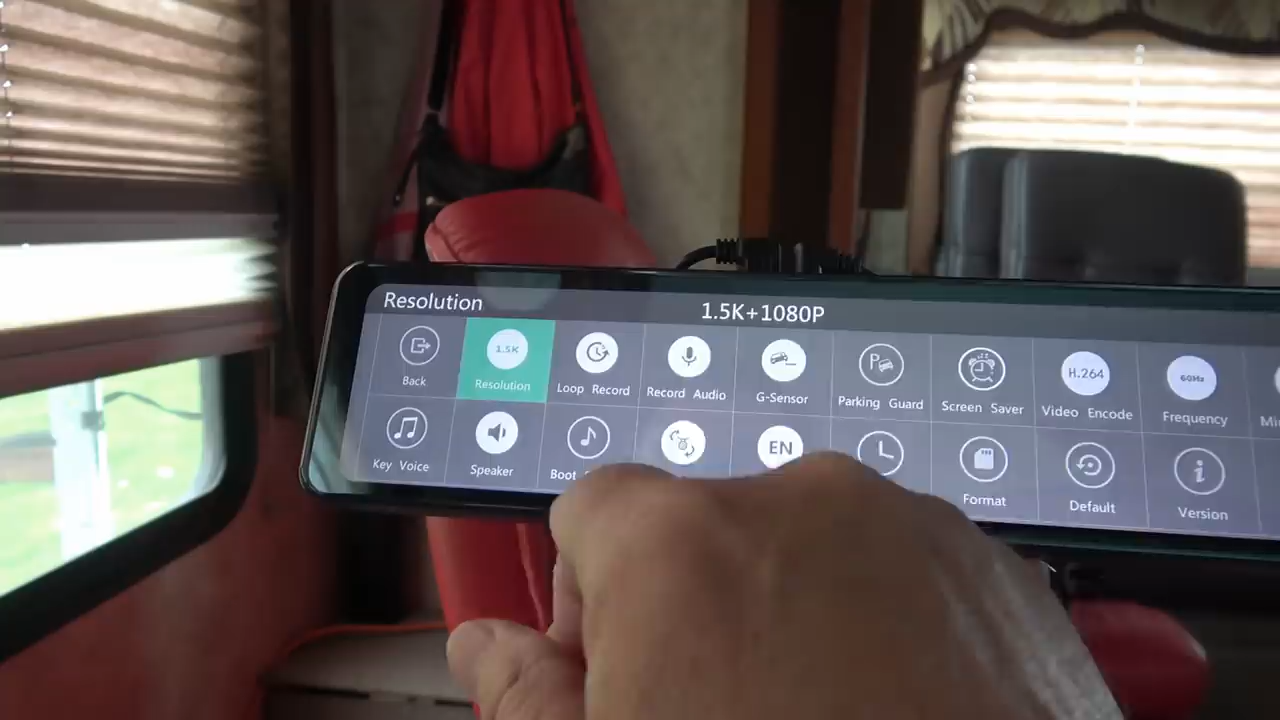 Resolution 1.5K+1080P
1.5K H.264 60Hz
Back Resolution Loop Record Record Audio G-Sensor Parking Guard Screen Saver Video Encode Frequency
EN
Key Voice Speaker Boot Format Default Version